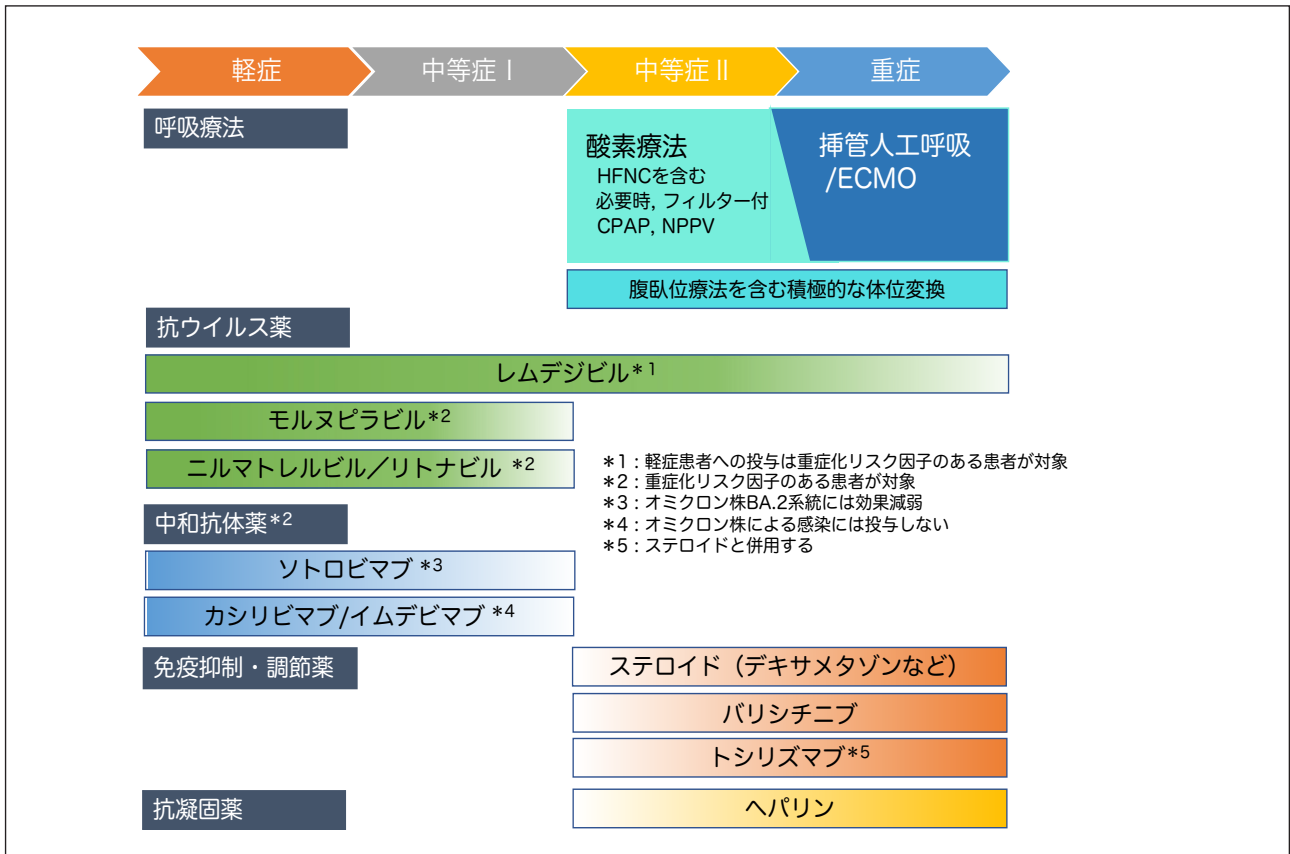 軽症
中等症Ⅰ
中等症Ⅱ
重症
呼吸療法
酸素療法
HFNCを含む
必要時, フィルター付
CPAP, NPPV
挿管人工呼吸
/ECMO
腹臥位療法を含む積極的な体位変換
抗ウイルス薬
レムデジビル*1
モルヌピラビル*2
ニルマトレルビル／リトナビル *2
*1：軽症患者への投与は重症化リスク因子のある患者が対象
*2：重症化リスク因子のある患者が対象
*3：オミクロン株BA.2系統には効果減弱
*4：オミクロン株による感染には投与しない
*5：ステロイドと併用する
中和抗体薬*2
ソトロビマブ *3
カシリビマブ/イムデビマブ *4
免疫抑制・調節薬
ステロイド（デキサメタゾンなど）
バリシチニブ
トシリズマブ*5
抗凝固薬
ヘパリン